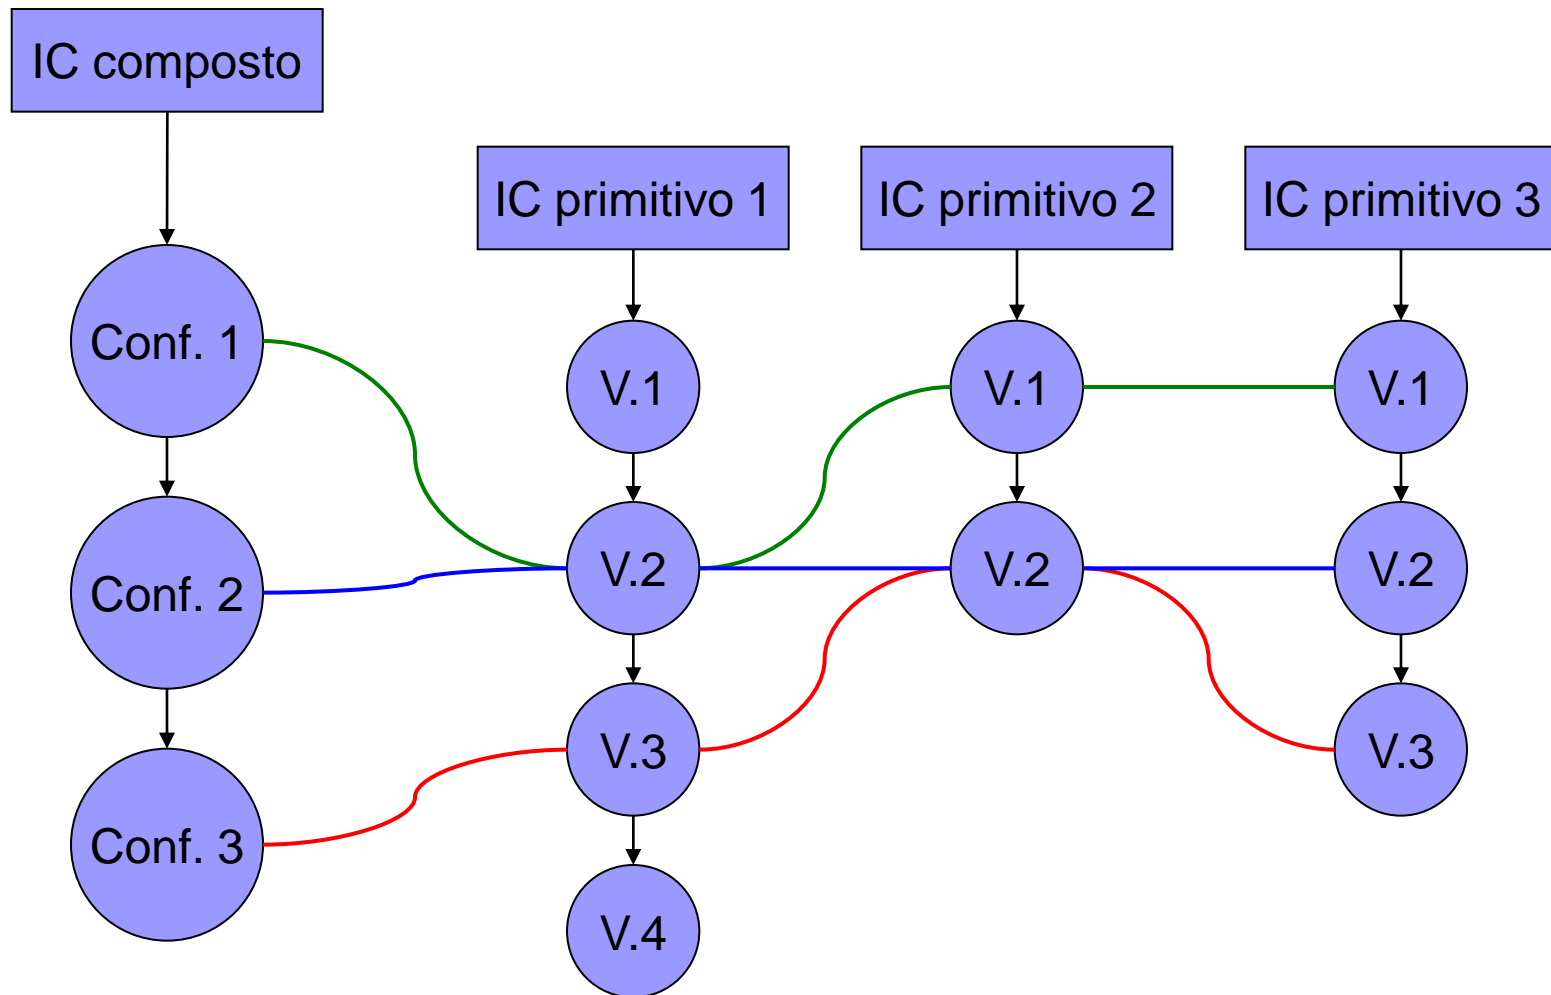 IC composto
IC primitivo 1
IC primitivo 2
IC primitivo 3
Conf. 1
V.1
V.1
V.1
Conf. 2
V.2
V.2
V.2
Conf. 3
V.3
V.3
V.4